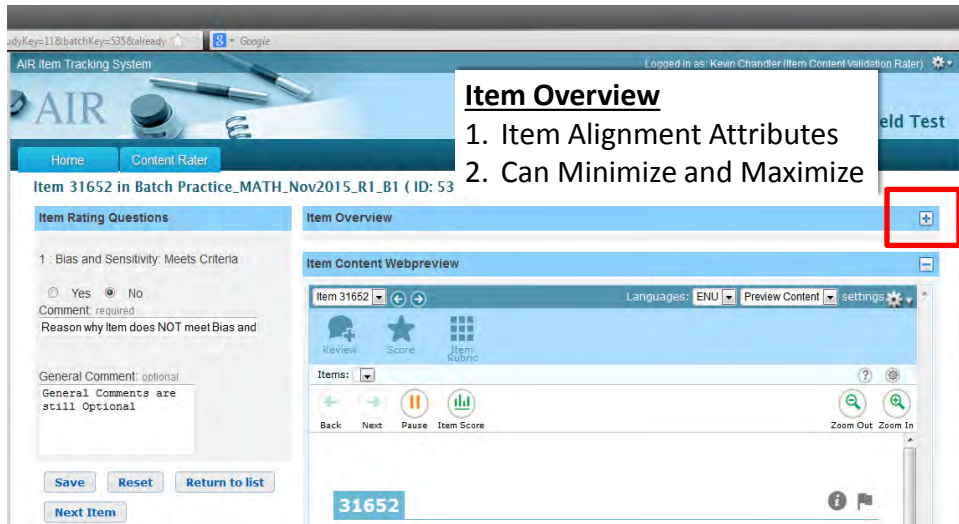 udyKey=11&batchKey=535&already
Google
AIR Item Tracking System
Logged in as: Kevin Chandler (Item Content Validation Rater)
AIR
eld Test
Item Overview
1. Item Alignment Attributes
2. Can Minimize and Maximize
Home Content Rater
Item 31652 in Batch Practice_MATH_Nov2015_R1_B1 ( ID: 53
Item Rating Questions
1 : Bias and Sensitivity: Meets Criteria
Yes No
Comment: required
Reason why Item does NOT meet Bias and
General Comment: optional
General Comments are
still Optional
Save Reset Return to list
Next Item
Item Overview
Item Content Webpreview
Item 31652 Languages: ENU Preview Content settings
Review Score Item Rubric
Items:
Back Next Pause Item Score Zoom Out Zoom In
31652